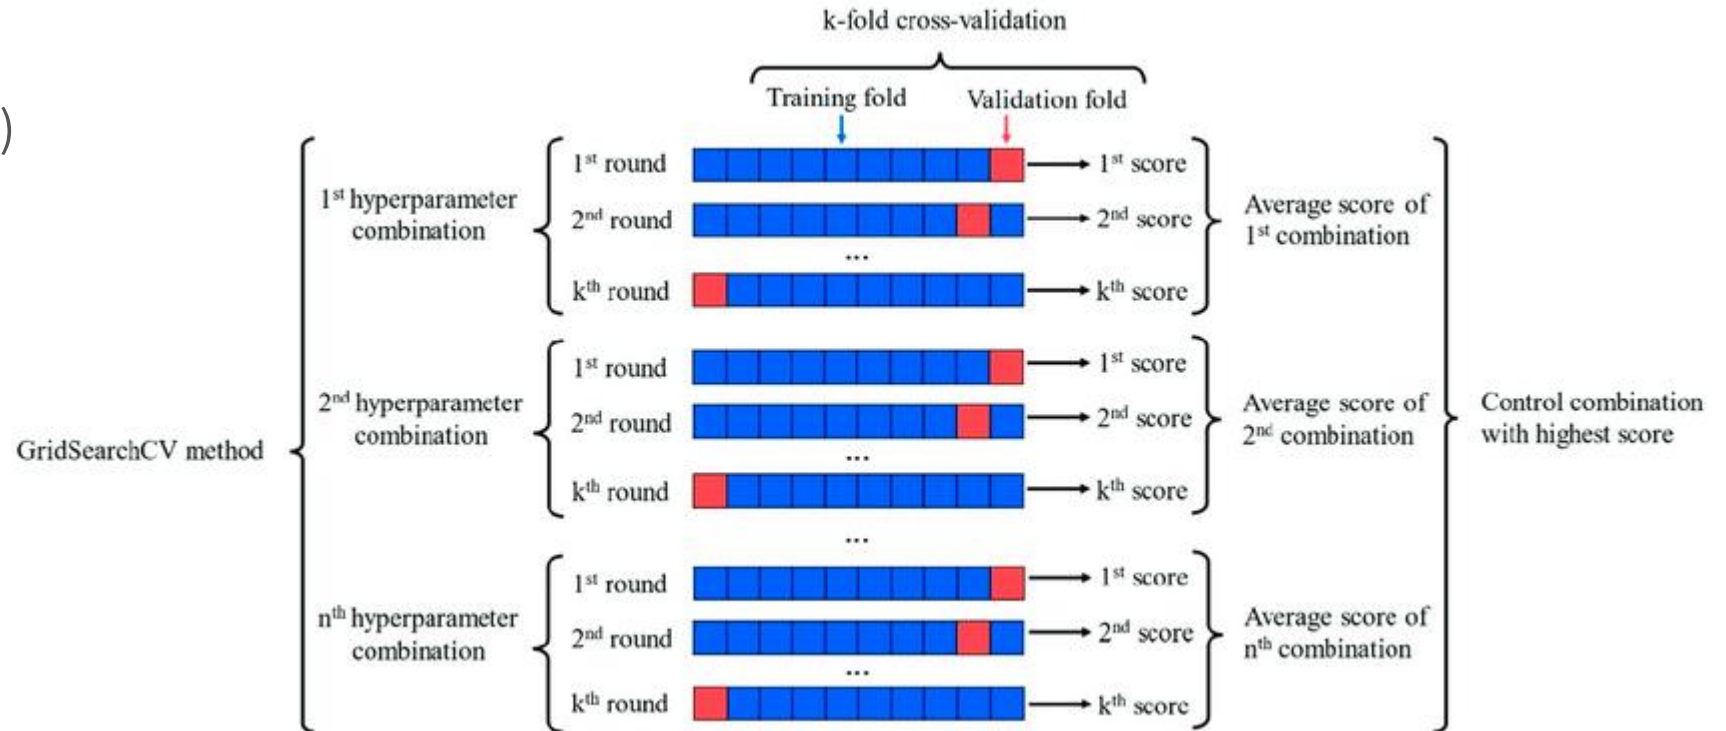 k-fold cross-validation
Training fold
Validation fold
)
GridSearchCV method
1st hyperparameter
combination
1st round
1st score
2nd round
2nd score
...
kth round
kth score
Average score of
1st combination
2nd hyperparameter
combination
1st round
1st score
2nd round
2nd score
...
kth round
kth score
Average score of
2nd combination
...
nth hyperparameter
combination
1st round
1st score
2nd round
2nd score
...
kth round
kth score
Average score of
nth combination
Control combination
with highest score